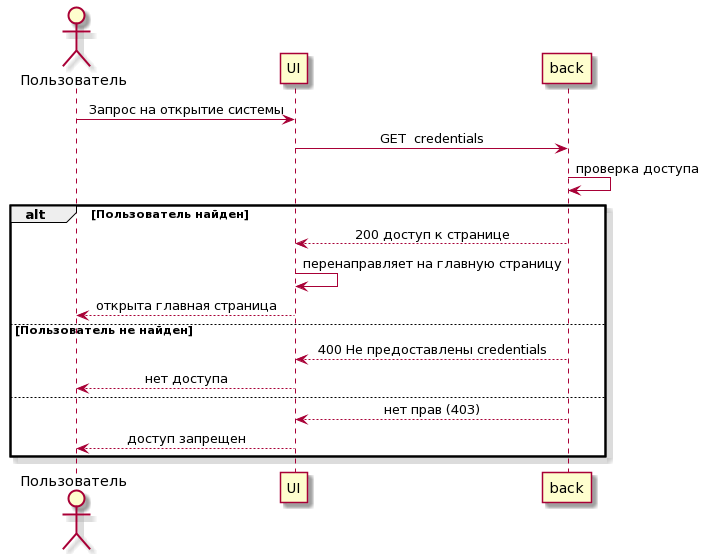 Пользователь
UI
back
Запрос на открытие системы
GET  credentials
проверка доступа
alt
[Пользователь найден]
200 доступ к странице
перенаправляет на главную страницу
открыта главная страница
[Пользователь не найден]
400 Не предоставлены credentials
нет доступа
нет прав (403)
доступ запрещен
Пользователь
UI
back